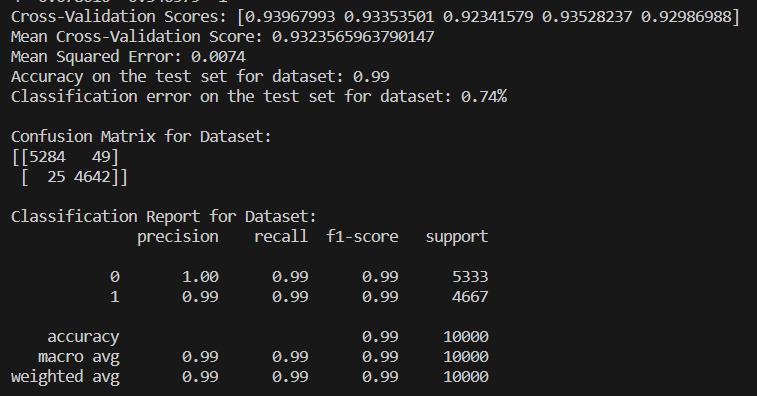 Cross-Validation Scores: [0.93967993 0.93353501 0.92341579 0.93528237 0.92986988]
Mean Cross-Validation Score: 0.9323565963790147
Mean Squared Error: 0.0074
Accuracy on the test set for dataset: 0.99
Classification error on the test set for dataset: 0.74%
Confusion Matrix for Dataset:
[[5284   49]
 [  25 4642]]
Classification Report for Dataset:
              precision    recall  f1-score   support
           0       1.00      0.99      0.99      5333
           1       0.99      0.99      0.99      4667
    accuracy                           0.99     10000
   macro avg       0.99      0.99      0.99     10000
weighted avg       0.99      0.99      0.99     10000